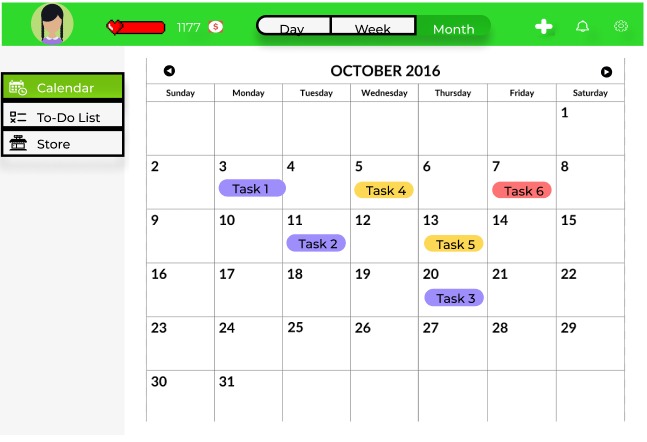 1177 $ Day Week Month
Calendar
To-Do List
Store
OCTOBER 2016
Sunday Monday Tuesday Wednesday Thursday Friday Saturday
1
2 3 4 5 6 7 8
Task 1 Task 4 Task 6
9 10 11 12 13 14 15
Task 2 Task 5
16 17 18 19 20 21 22
Task 3
23 24 25 26 27 28 29
30 31